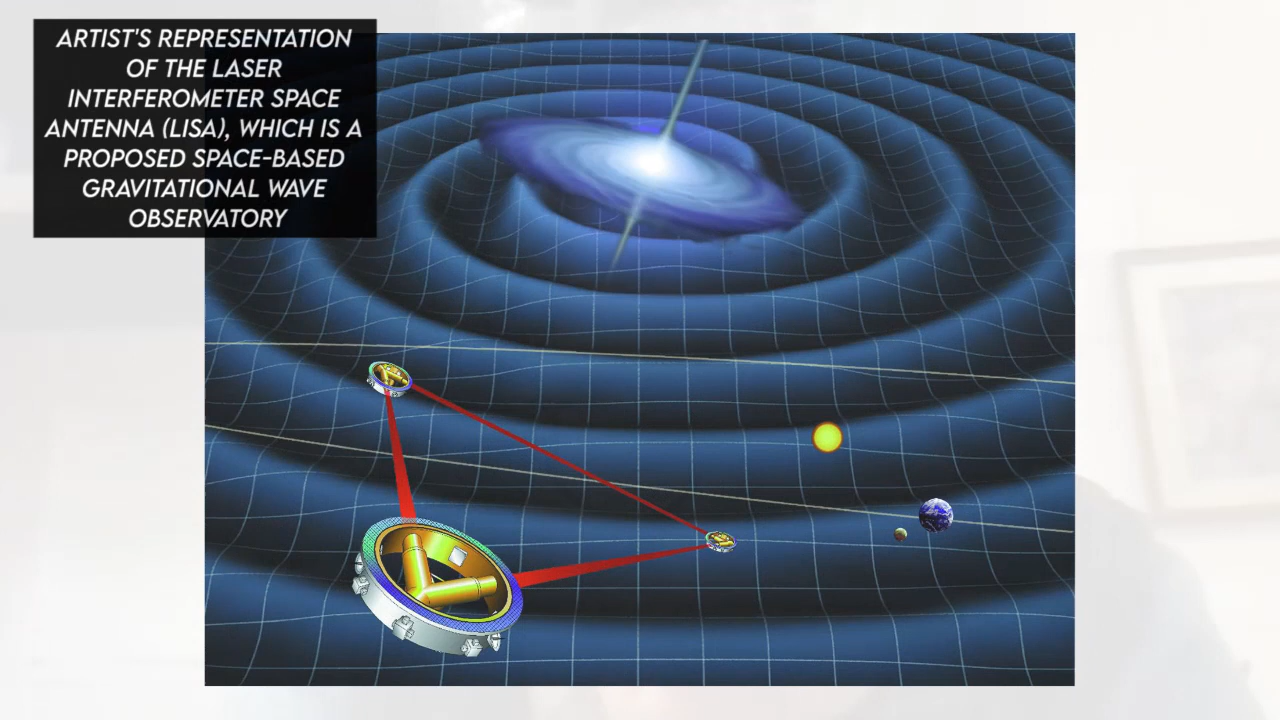 ARTIST'S REPRESENTATION
OF THE LASER
INTERFEROMETER SPACE
ANTENNA (LISA), WHICH IS A
PROPOSED SPACE-BASED
GRAVITATIONAL WAVE
OBSERVATORY